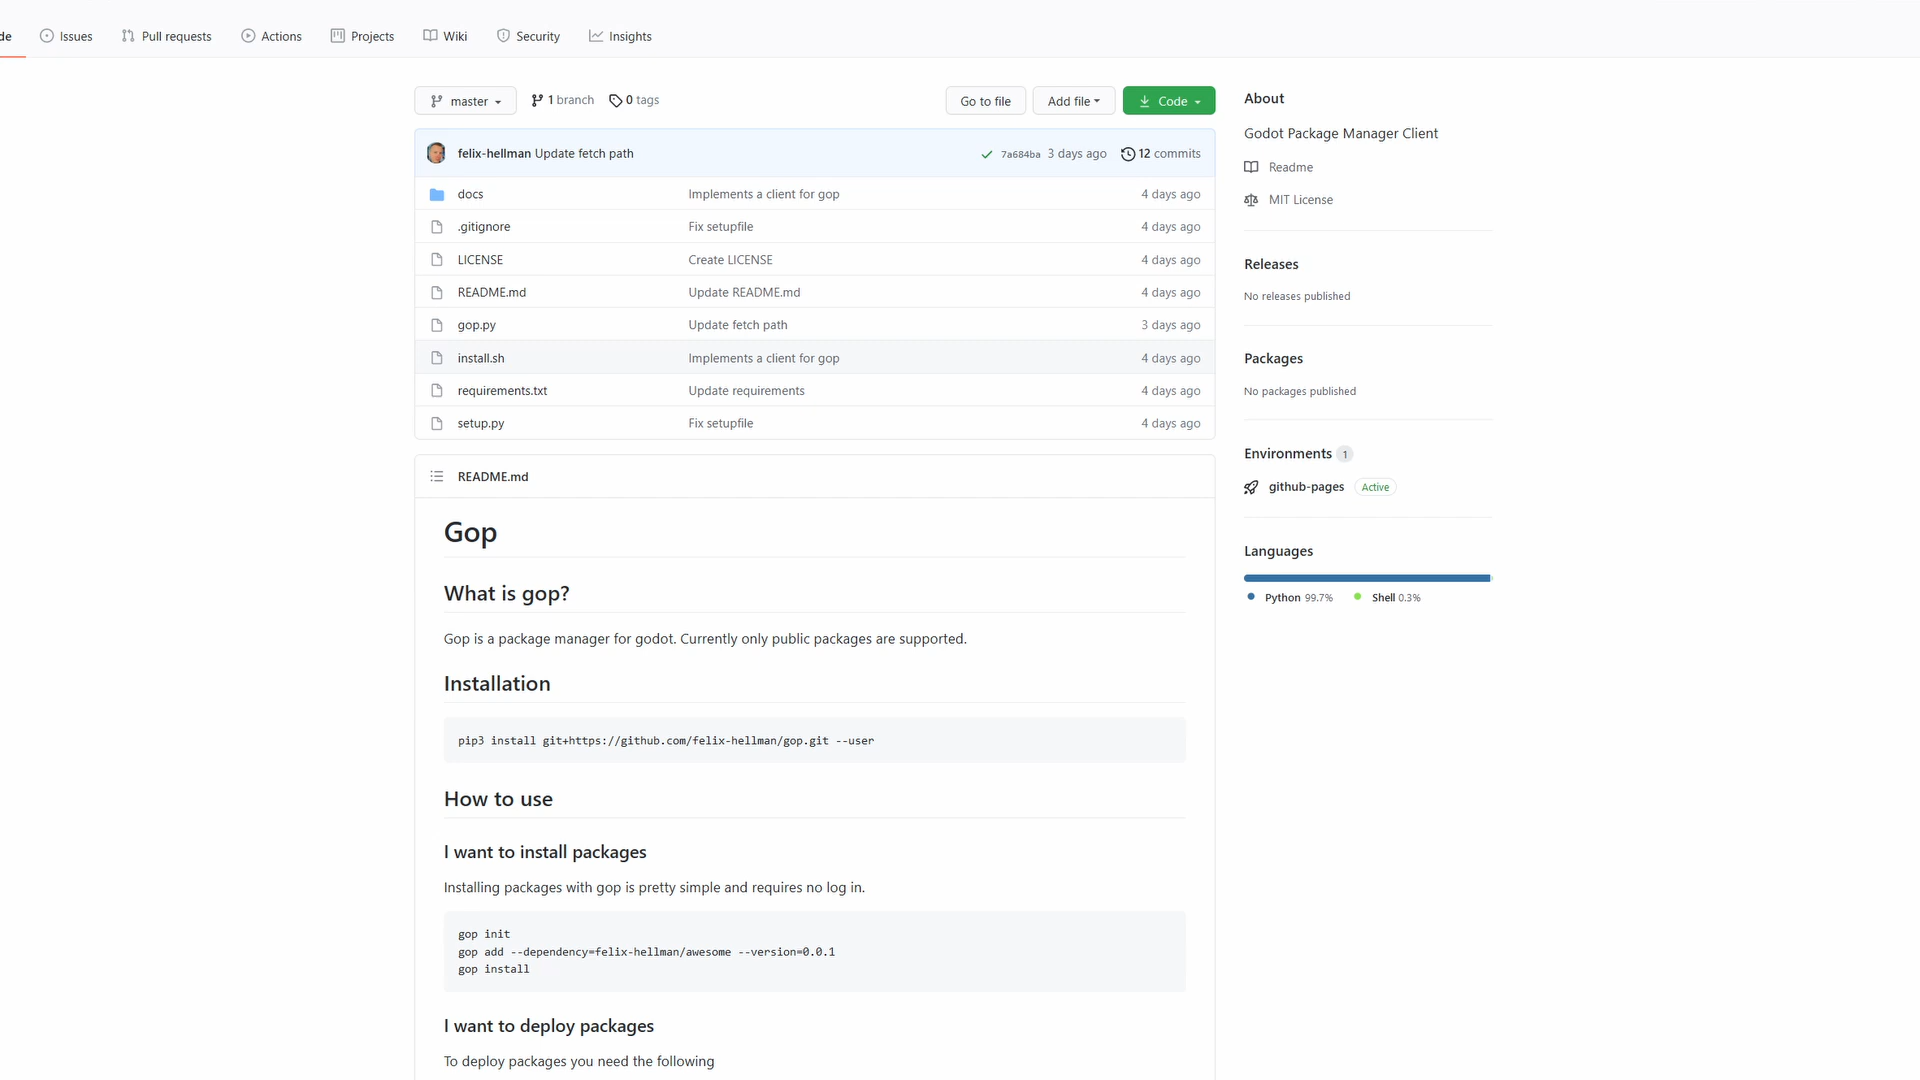 de Issues Pull requests Actions Projects Wiki Security Insights
master 1 branch 0 tags Go to file Add file Code
felix-hellman Update fetch path 7a684ba 3 days ago 12 commits
docs Implements a client for gop 4 days ago
.gitignore Fix setupfile 4 days ago
LICENSE Create LICENSE 4 days ago
README.md Update README.md 4 days ago
gop.py Update fetch path 3 days ago
install.sh Implements a client for gop 4 days ago
requirements.txt Update requirements 4 days ago
setup.py Fix setupfile 4 days ago
README.md
Gop
What is gop?
Gop is a package manager for godot. Currently only public packages are supported.
Installation
pip3 install git+https://github.com/felix-hellman/gop.git --user
How to use
I want to install packages
Installing packages with gop is pretty simple and requires no log in.
gop init
gop add --dependency=felix-hellman/awesome --version=0.0.1
gop install
I want to deploy packages
To deploy packages you need the following
About
Godot Package Manager Client
Readme
MIT License
Releases
No releases published
Packages
No packages published
Environments 1
github-pages Active
Languages
Python 99.7% Shell 0.3%